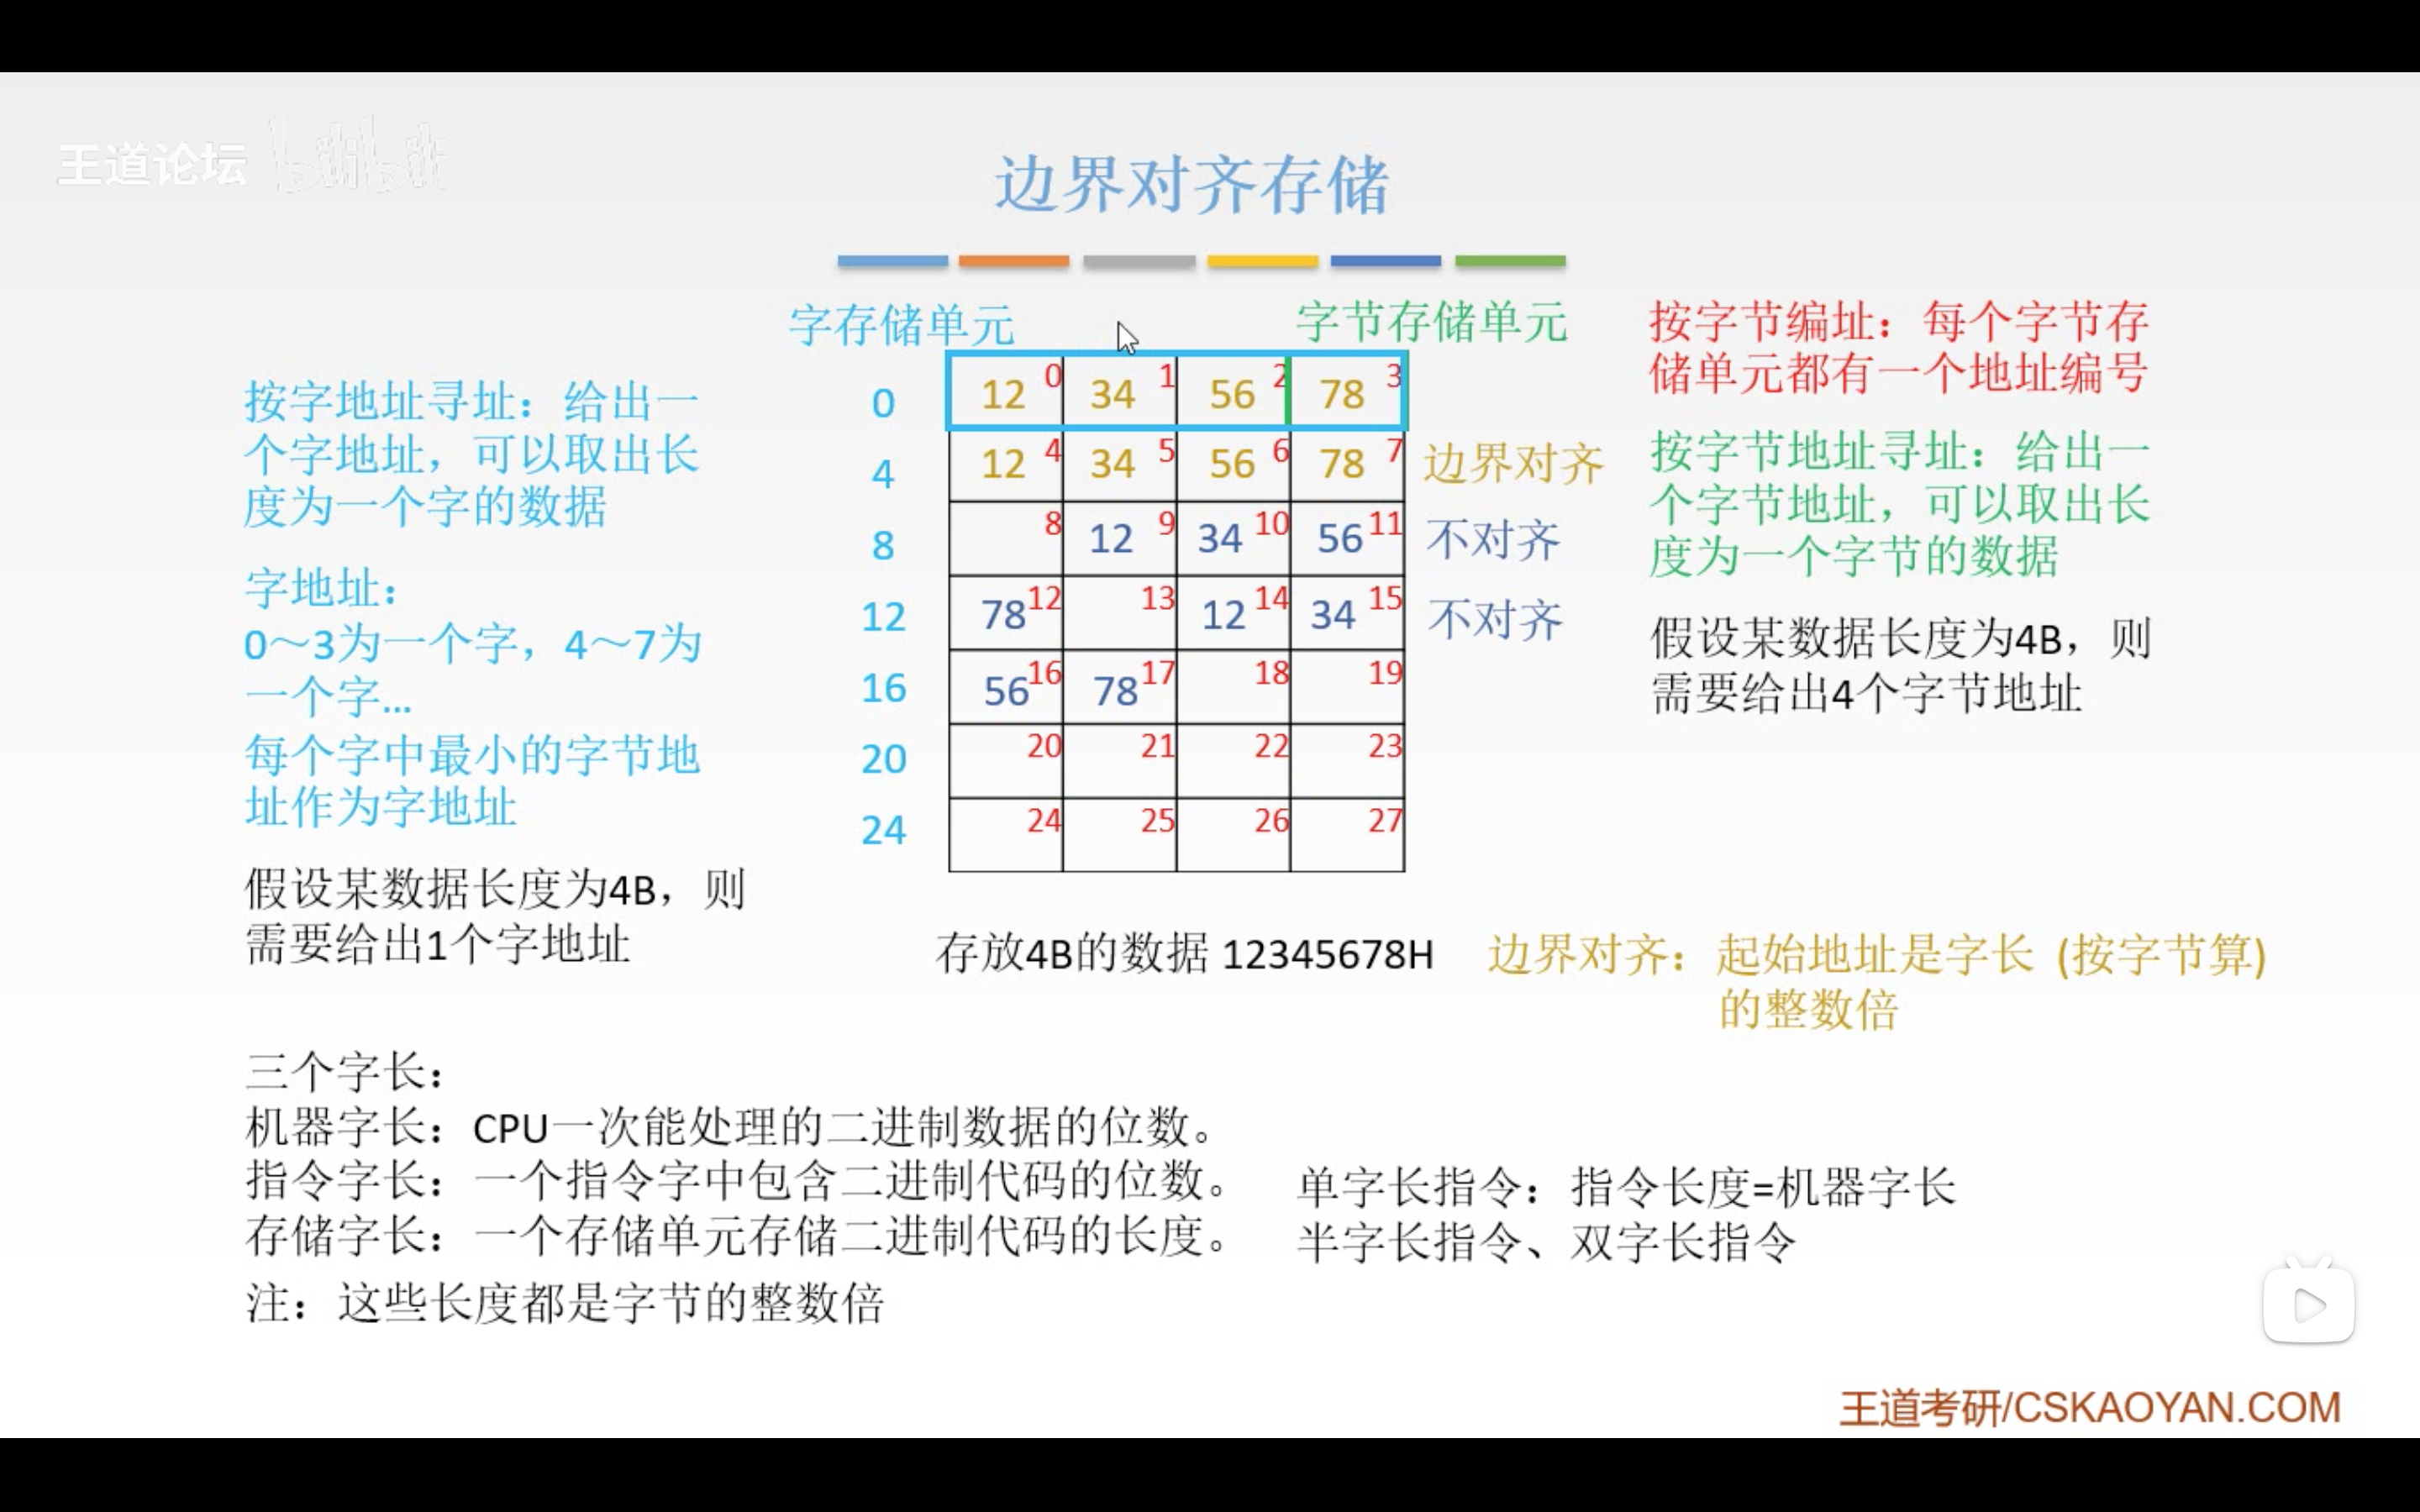 王道论坛 bilibili
边界对齐存储
字存储单元
字节存储单元
按字地址寻址：给出一
个字地址，可以取出长
度为一个字的数据
字地址：
0～3为一个字，4～7为
一个字...
每个字中最小的字节地
址作为字地址
假设某数据长度为4B，则
需要给出1个字地址
0 12 0 34 1 56 2 78 3
4 12 4 34 5 56 6 78 7 边界对齐
8 8 12 9 34 10 56 11 不对齐
12 78 12 13 12 14 34 15 不对齐
16 56 16 78 17 18 19
20 20 21 22 23
24 24 25 26 27
按字节编址：每个字节存
储单元都有一个地址编号
按字节地址寻址：给出一
个字节地址，可以取出长
度为一个字节的数据
假设某数据长度为4B，则
需要给出4个字节地址
存放4B的数据 12345678H
边界对齐：起始地址是字长 (按字节算)
的整数倍
三个字长：
机器字长：CPU一次能处理的二进制数据的位数。
指令字长：一个指令字中包含二进制代码的位数。
存储字长：一个存储单元存储二进制代码的长度。
单字长指令：指令长度=机器字长
半字长指令、双字长指令
注：这些长度都是字节的整数倍
王道考研/CSKAOYAN.COM